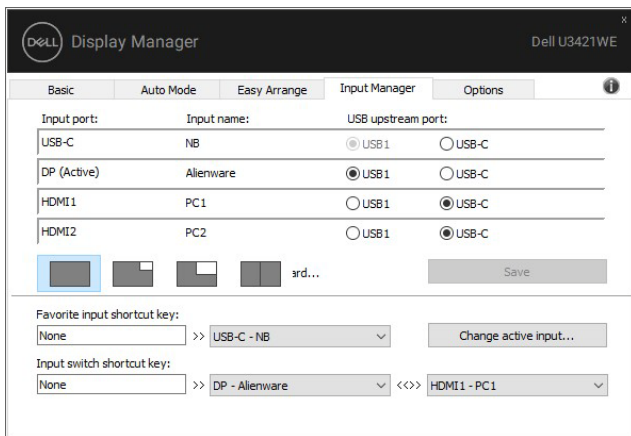 x
DELL Display Manager Dell U3421WE
Basic Auto Mode Easy Arrange Input Manager Options i
Input port: Input name: USB upstream port:
USB-C NB USB1 USB-C
DP (Active) Alienware USB1 USB-C
HDMI1 PC1 USB1 USB-C
HDMI2 PC2 USB1 USB-C
ard... Save
Favorite input shortcut key:
None >> USB-C - NB Change active input...
Input switch shortcut key:
None >> DP - Alienware <<>> HDMI1 - PC1